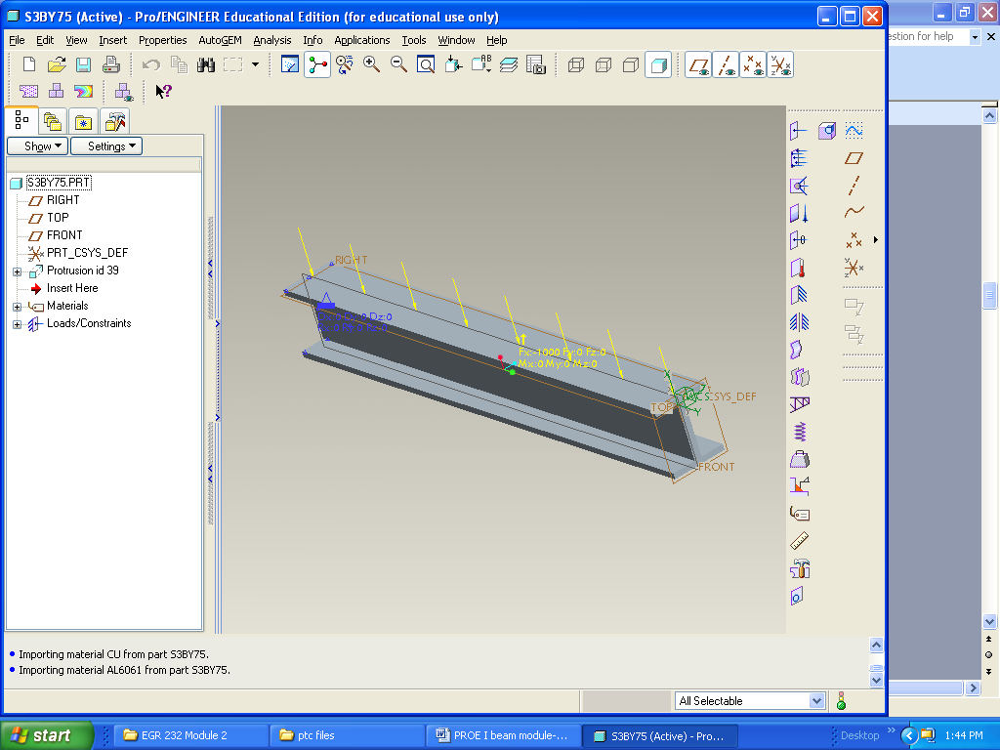 S3BY75 (Active) - Pro/ENGINEER Educational Edition (for educational use only)
File Edit View Insert Properties AutoGEM Analysis Info Applications Tools Window Help
estion for help
Show Settings
S3BY75.PRT
RIGHT
TOP
FRONT
PRT_CSYS_DEF
Protrusion id 39
Insert Here
Materials
Loads/Constraints
RIGHT
Dz:0
Fx:-1000 Fy:0 Fz:0
Mx:0 My:0 Mz:0
X
CSYS_DEF
TOP
Y
FRONT
Importing material CU from part S3BY75.
Importing material AL6061 from part S3BY75.
All Selectable
start EGR 232 Module 2 ptc files PROE I beam module-... S3BY75 (Active) - Pro... Desktop » 1:44 PM